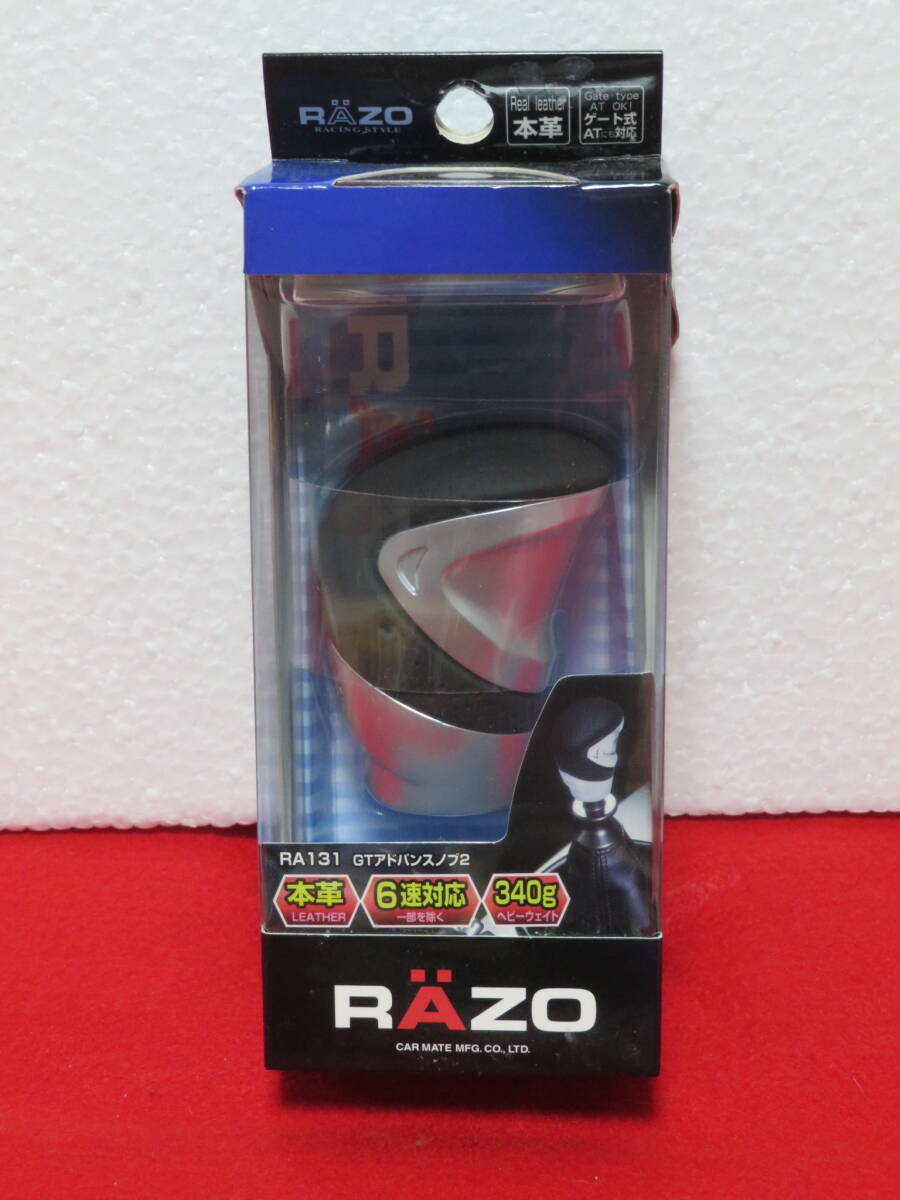 RÄZO
RACING STYLE
Real leather
本革
Gate type
AT OK!
ゲート式
ATにも対応
RÄ
RA131 GTアドバンスノブ2
本革
LEATHER
6速対応
一部を除く
340g
ヘビーウェイト
RÄZO
CAR MATE MFG. CO., LTD.